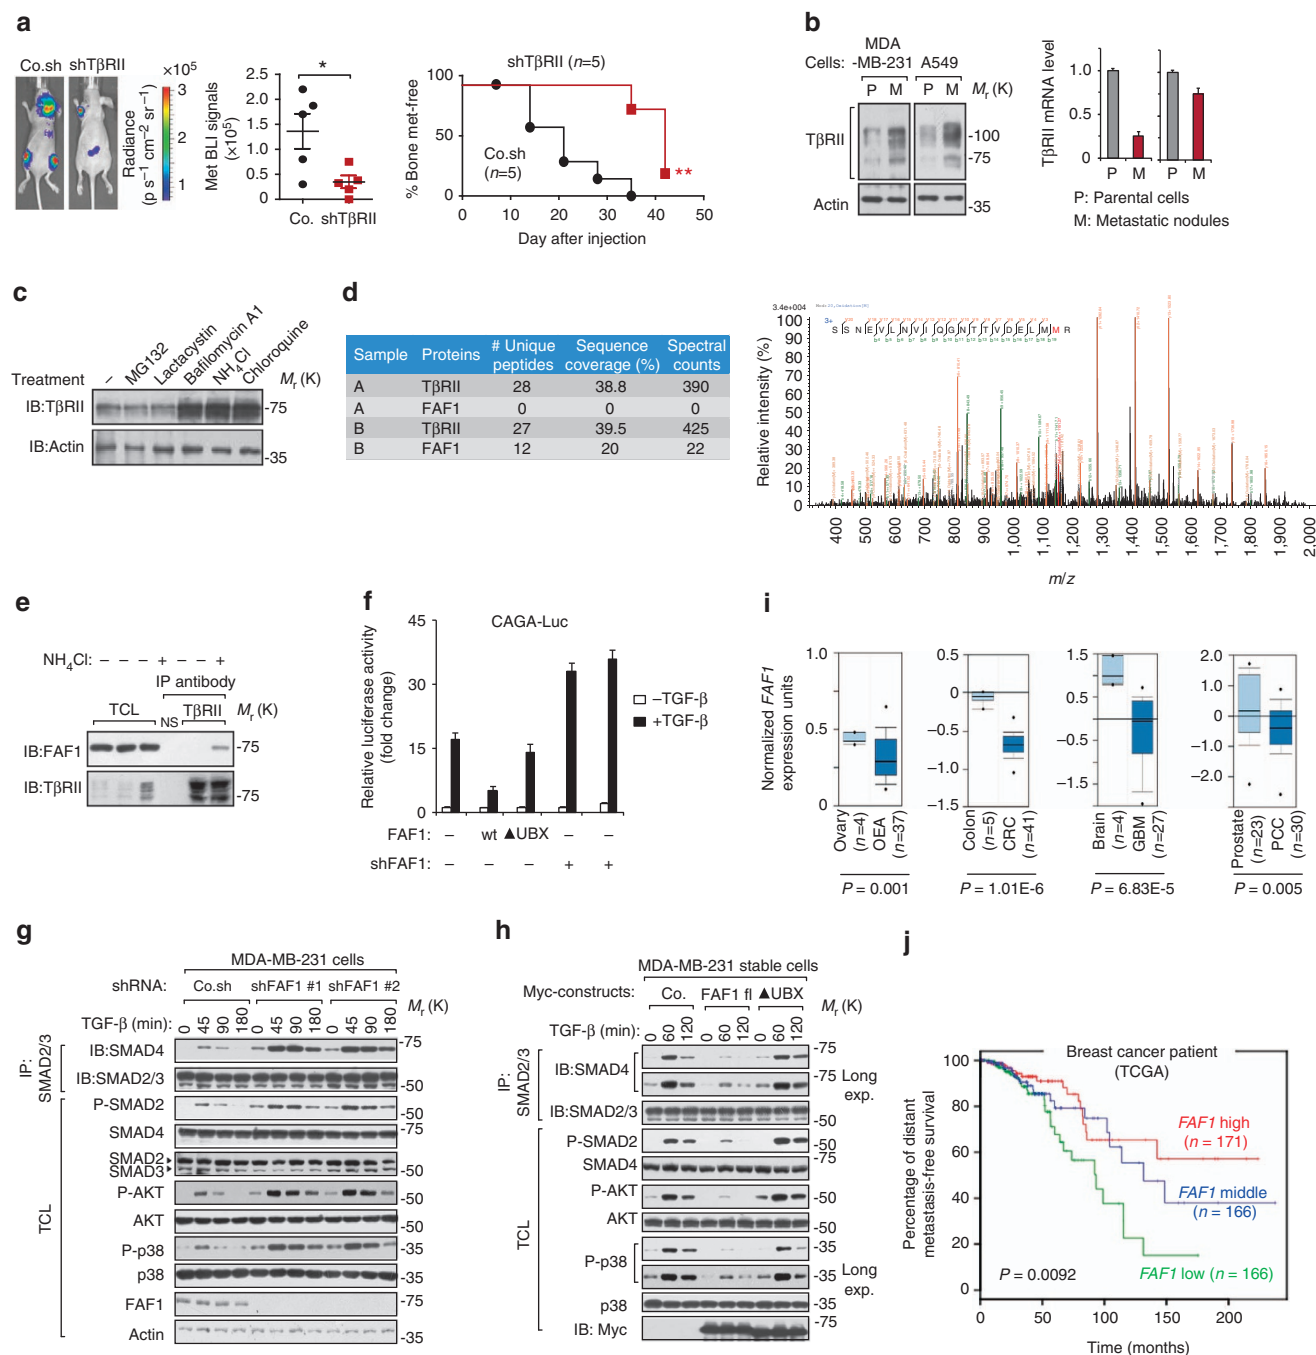 a
Co.sh shTβRII
×10⁵
3
2
1
Radiance
(p s⁻¹ cm⁻² sr⁻¹)
Met BLI signals
(×10⁵)
2.5
2.0
1.5
1.0
0.5
0
*
Co. shTβRII
shTβRII (n=5)
% Bone met-free
100
50
0
Co.sh
(n=5)
**
0 10 20 30 40 50
Day after injection
b
MDA
Cells: -MB-231 A549
P M P M Mr (K)
TβRII
-100
-75
Actin
-35
TβRII mRNA level
1.0
0.5
0
P M P M
P: Parental cells
M: Metastatic nodules
c
Treatment
– MG132 Lactacystin Bafilomycin A1 NH₄Cl Chloroquine
Mr (K)
IB:TβRII
-75
IB:Actin
-35
d
Sample Proteins # Unique peptides Sequence coverage (%) Spectral counts
A TβRII 28 38.8 390
A FAF1 0 0 0
B TβRII 27 39.5 425
B FAF1 12 20 22
3.4e+004
3+
S S N E V L N V I Q G N T T V D E L M M R
Relative intensity (%)
100
90
80
70
60
50
40
30
20
10
0
400 500 600 700 800 900 1,000 1,100 1,200 1,300 1,400 1,500 1,600 1,700 1,800 1,900 2,000
m/z
e
NH₄Cl: – – – + – – +
IP antibody
TCL NS TβRII Mr (K)
IB:FAF1
-75
IB:TβRII
-75
f
Relative luciferase activity
(fold change)
45
30
15
0
CAGA-Luc
–TGF-β
+TGF-β
FAF1: – wt ▲UBX – –
shFAF1: – – – + +
i
Normalized FAF1
expression units
1.0
0.5
0
Ovary (n=4)
OEA (n=37)
P = 0.001
0.5
0
–0.5
–1.0
–1.5
Colon (n=5)
CRC (n=41)
P = 1.01E-6
1.5
0.5
–0.5
–1.5
Brain (n=4)
GBM (n=27)
P = 6.83E-5
2.0
1.0
0
–1.0
–2.0
Prostate (n=23)
PCC (n=30)
P = 0.005
g
MDA-MB-231 cells
shRNA: Co.sh shFAF1 #1 shFAF1 #2
Mr (K)
TGF-β (min): 0 45 90 180 0 45 90 180 0 45 90 180
IP:
SMAD2/3
IB:SMAD4
-75
IB:SMAD2/3
-50
TCL
P-SMAD2
-50
SMAD4
-75
SMAD2
SMAD3
-50
P-AKT
-50
AKT
-50
P-p38
-35
p38
-35
FAF1
-75
Actin
-35
h
MDA-MB-231 stable cells
Myc-constructs: Co. FAF1 fl ▲UBX
Mr (K)
TGF-β (min): 0 60 120 0 60 120 0 60 120
IP:
SMAD2/3
IB:SMAD4
-75
-75
Long
exp.
IB:SMAD2/3
-50
TCL
P-SMAD2
-50
SMAD4
-75
P-AKT
-50
AKT
-50
P-p38
-35
-35
Long
exp.
p38
-35
IB: Myc
-75
j
Breast cancer patient
(TCGA)
Percentage of distant
metastasis-free survival
100
80
60
40
20
0
FAF1 high
(n = 171)
FAF1 middle
(n = 166)
FAF1 low (n = 166)
P = 0.0092
0 50 100 150 200
Time (months)